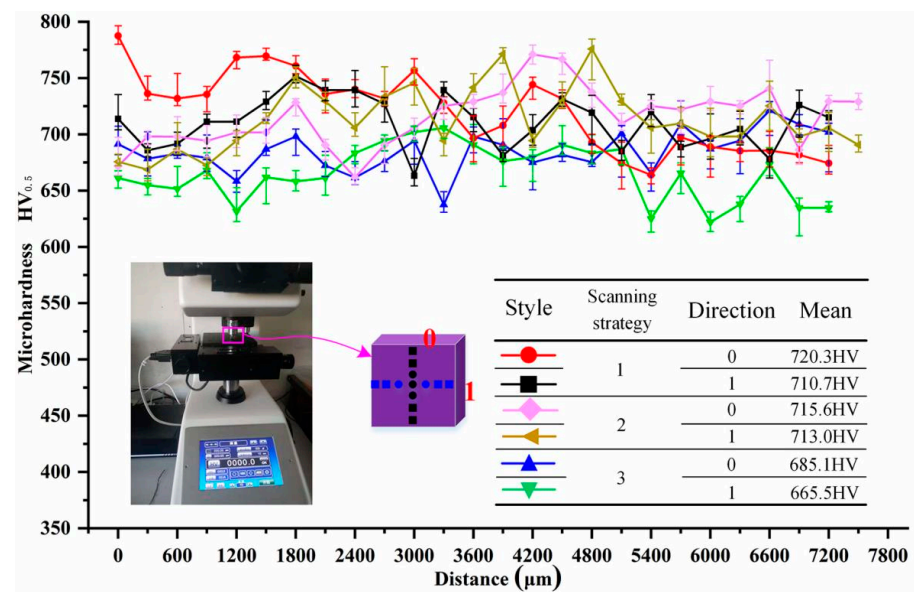 800
750
700
650
600
550
500
450
400
350
Microhardness HV0.5
0 600 1200 1800 2400 3000 3600 4200 4800 5400 6000 6600 7200 7800
Distance (μm)
0000.0
0
1
Style Scanning strategy Direction Mean
1 0 720.3HV
1 710.7HV
2 0 715.6HV
1 713.0HV
3 0 685.1HV
1 665.5HV